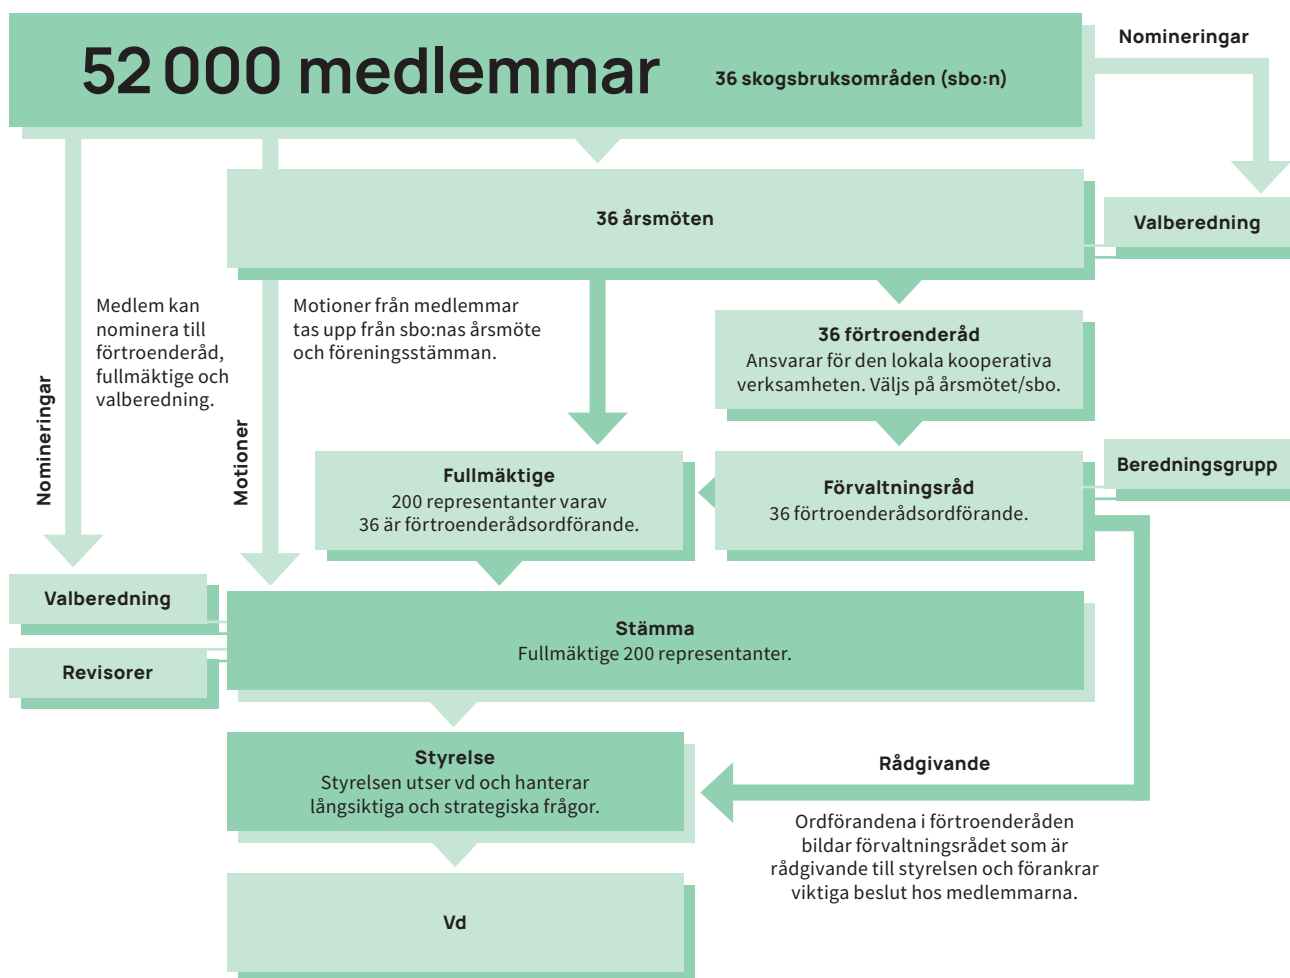 52 000 medlemmar
36 skogsbruksområden (sbo:n)
Nomineringar
36 årsmöten
Valberedning
Medlem kan
nominera till
förtroenderåd,
fullmäktige och
valberedning.
Nomineringar
Motioner från medlemmar
tas upp från sbo:nas årsmöte
och föreningsstämman.
Motioner
36 förtroenderåd
Ansvarar för den lokala kooperativa
verksamheten. Väljs på årsmötet/sbo.
Fullmäktige
200 representanter varav
36 är förtroenderådsordförande.
Förvaltningsråd
36 förtroenderådsordförande.
Beredningsgrupp
Valberedning
Revisorer
Stämma
Fullmäktige 200 representanter.
Styrelse
Styrelsen utser vd och hanterar
långsiktiga och strategiska frågor.
Rådgivande
Ordförandena i förtroenderåden
bildar förvaltningsrådet som är
rådgivande till styrelsen och förankrar
viktiga beslut hos medlemmarna.
Vd